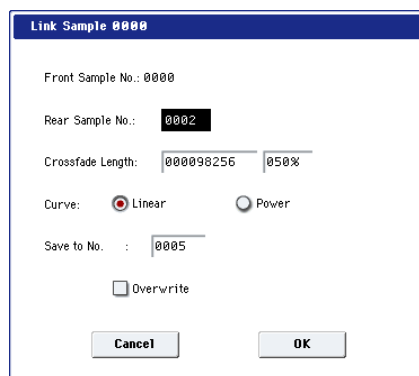 Link Sample 0000
Front Sample No.: 0000
Rear Sample No.: 0002
Crossfade Length: 000098256 050%
Curve: Linear Power
Save to No. : 0005
Overwrite
Cancel OK